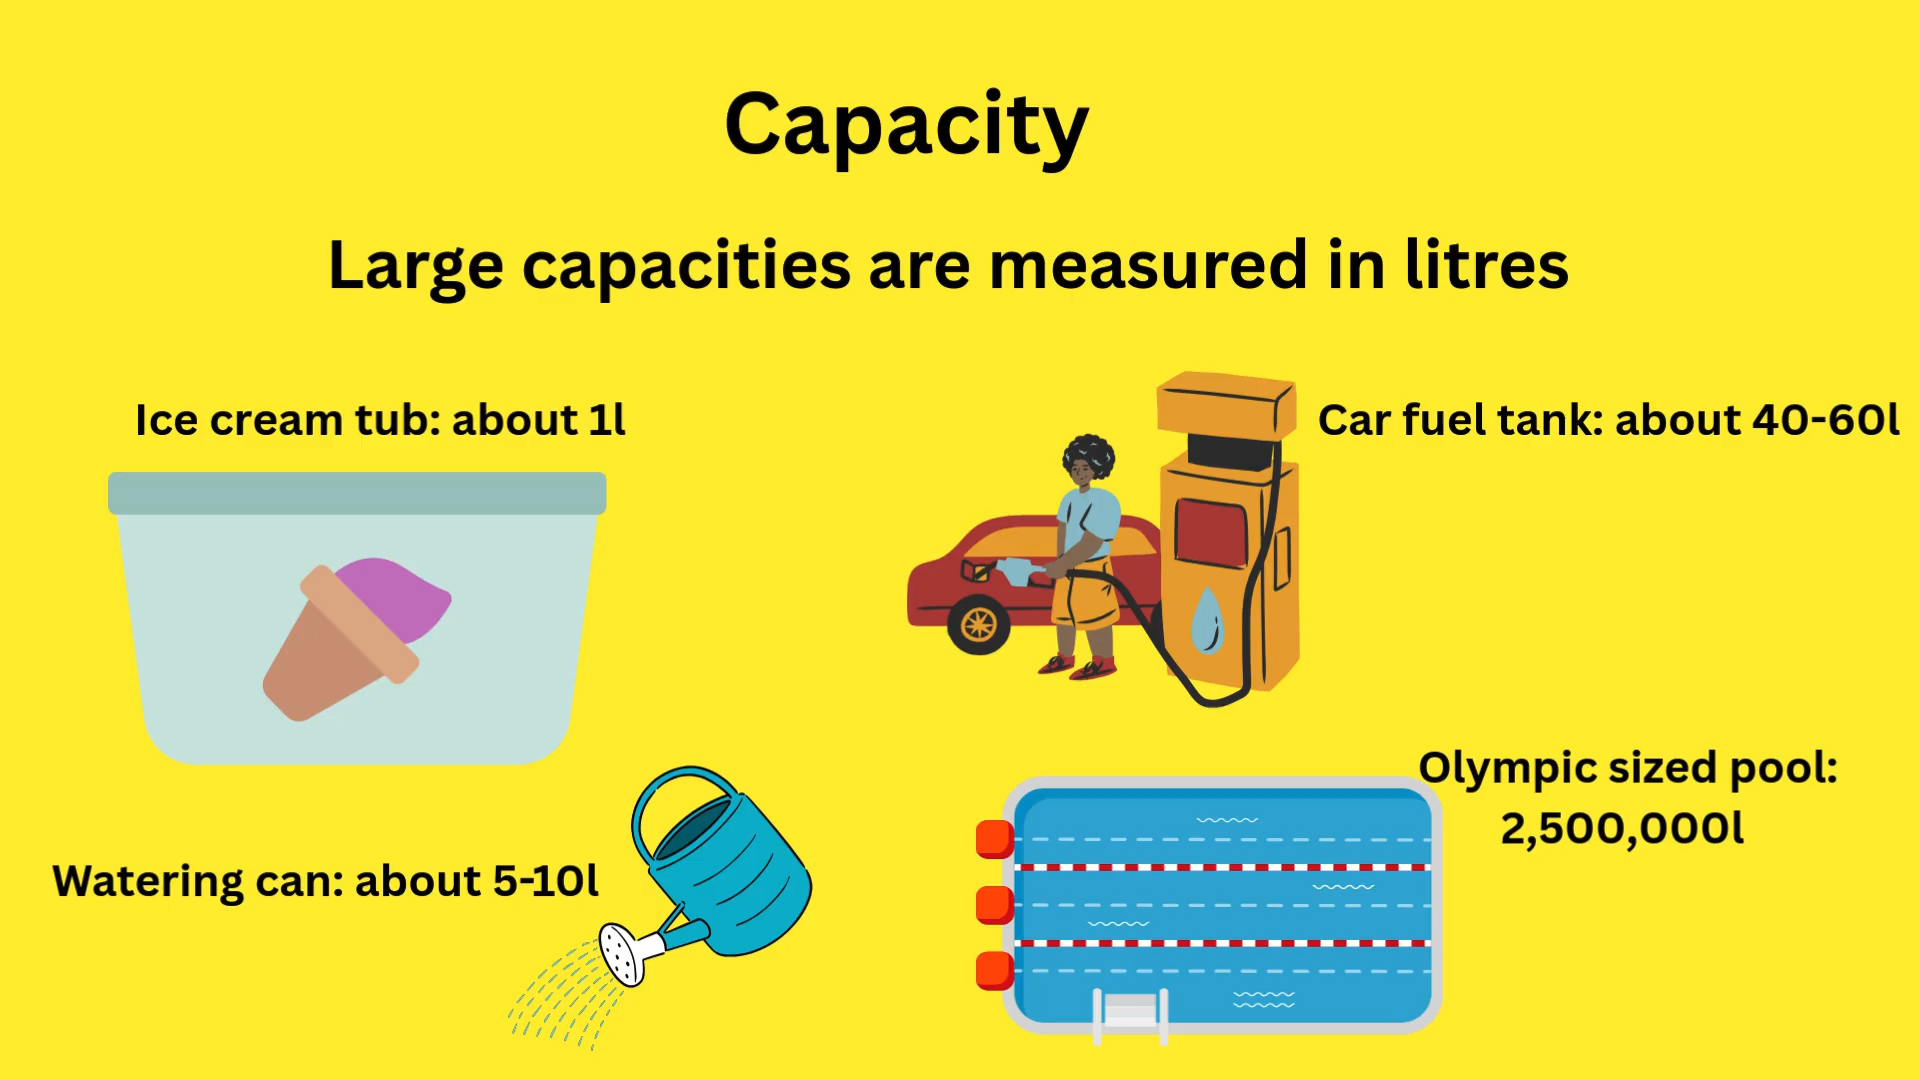 Capacity
Large capacities are measured in litres
Ice cream tub: about 1l
Car fuel tank: about 40-60l
Olympic sized pool:
2,500,000l
Watering can: about 5-10l